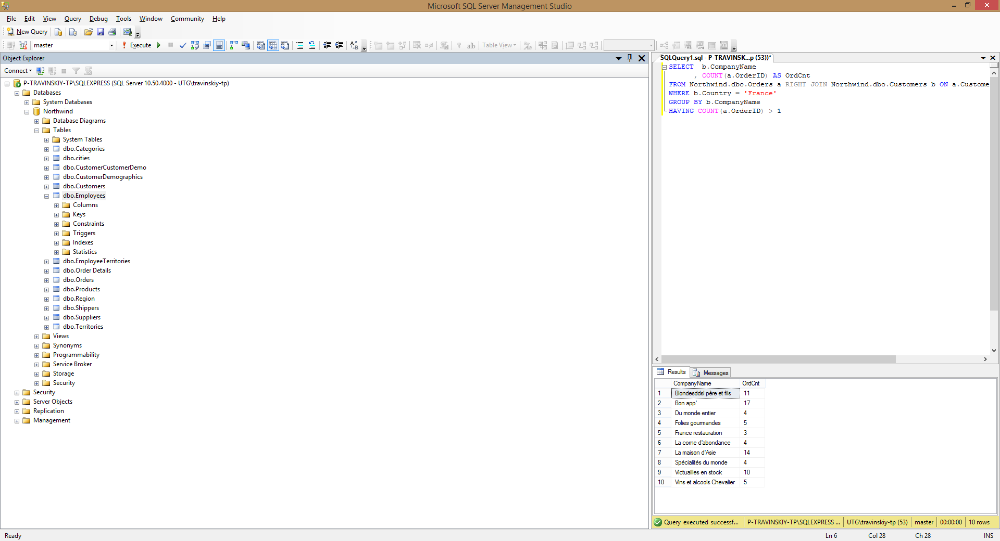 Microsoft SQL Server Management Studio
File Edit View Query Debug Tools Window Community Help
New Query
master Execute Table View
Object Explorer
Connect
P-TRAVINSKIY-TP\SQLEXPRESS (SQL Server 10.50.4000 - UTG\travinskiy-tp)
Databases
System Databases
Northwind
Database Diagrams
Tables
System Tables
dbo.Categories
dbo.cities
dbo.CustomerCustomerDemo
dbo.CustomerDemographics
dbo.Customers
dbo.Employees
Columns
Keys
Constraints
Triggers
Indexes
Statistics
dbo.EmployeeTerritories
dbo.Order Details
dbo.Orders
dbo.Products
dbo.Region
dbo.Shippers
dbo.Suppliers
dbo.Territories
Views
Synonyms
Programmability
Service Broker
Storage
Security
Security
Server Objects
Replication
Management
SQLQuery1.sql - P-TRAVINSK...p (53))*
SELECT b.CompanyName
, COUNT(a.OrderID) AS OrdCnt
FROM Northwind.dbo.Orders a RIGHT JOIN Northwind.dbo.Customers b ON a.Custome
WHERE b.Country = 'France'
GROUP BY b.CompanyName
HAVING COUNT(a.OrderID) > 1
Results Messages
CompanyName OrdCnt
1 Blondesddsl père et fils 11
2 Bon app' 17
3 Du monde entier 4
4 Folies gourmandes 5
5 France restauration 3
6 La corne d'abondance 4
7 La maison d'Asie 14
8 Spécialités du monde 4
9 Victuailles en stock 10
10 Vins et alcools Chevalier 5
Query executed successf... P-TRAVINSKIY-TP\SQLEXPRESS ... UTG\travinskiy-tp (53) master 00:00:00 10 rows
Ready Ln 6 Col 28 Ch 28 INS